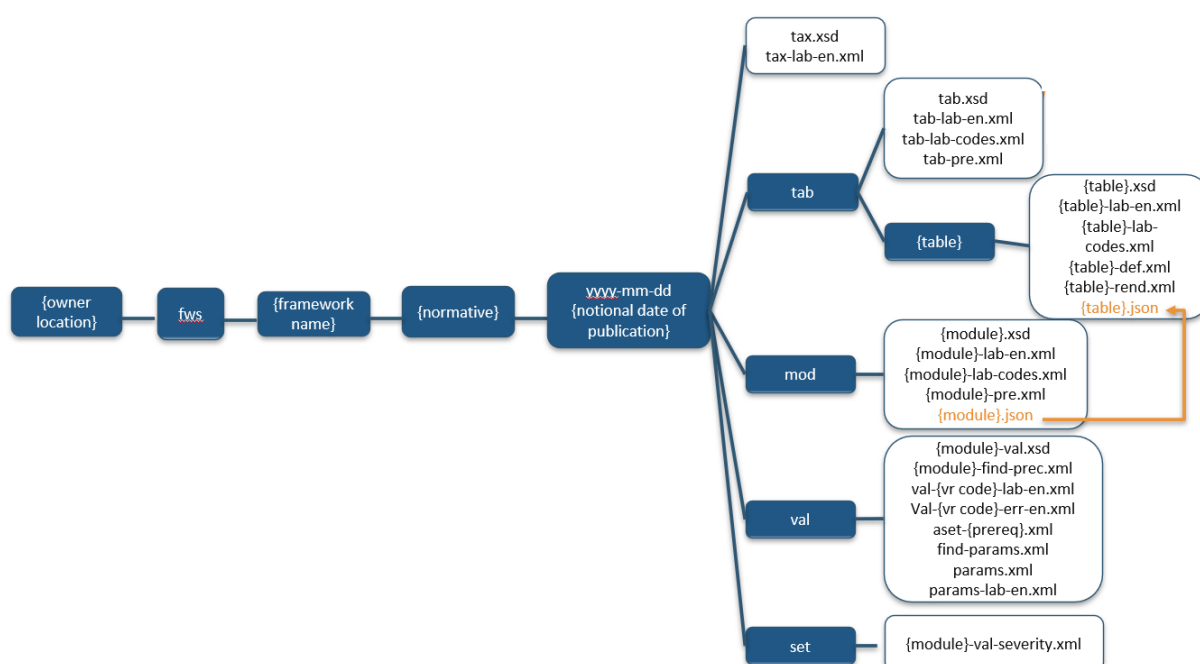 tax.xsd
tax-lab-en.xml
tab.xsd
tab-lab-en.xml
tab-lab-codes.xml
tab-pre.xml
tab
{table}
{table}.xsd
{table}-lab-en.xml
{table}-lab-
codes.xml
{table}-def.xml
{table}-rend.xml
{table}.json
{owner
location}
fws
{framework
name}
{normative}
yyyy-mm-dd
{notional date of
publication}
mod
{module}.xsd
{module}-lab-en.xml
{module}-lab-codes.xml
{module}-pre.xml
{module}.json
val
{module}-val.xsd
{module}-find-prec.xml
val-{vr code}-lab-en.xml
Val-{vr code}-err-en.xml
aset-{prereq}.xml
find-params.xml
params.xml
params-lab-en.xml
set
{module}-val-severity.xml